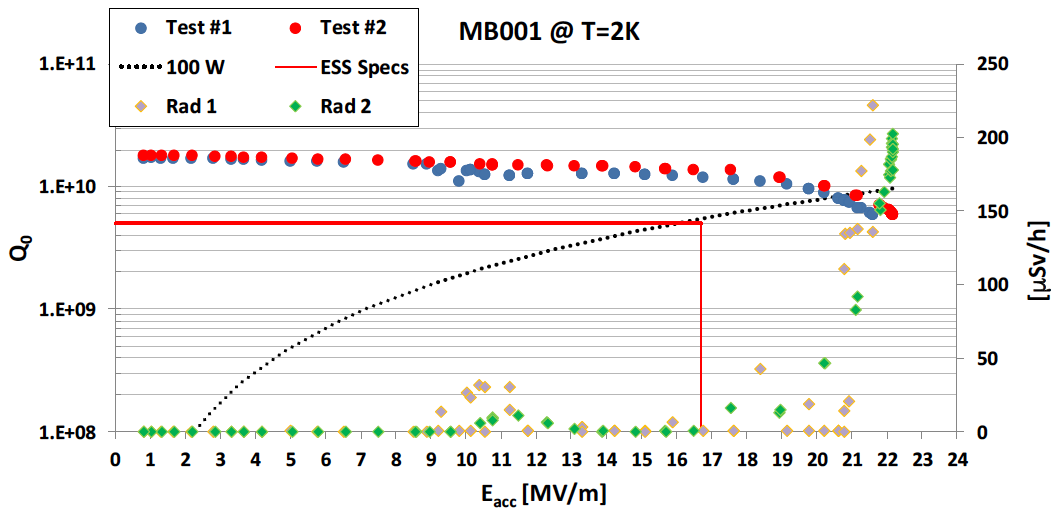 MB001 @ T=2K
Test #1
Test #2
100 W
ESS Specs
Rad 1
Rad 2
1.E+11
1.E+10
1.E+09
1.E+08
Q0
250
200
150
100
50
0
[μSv/h]
0 1 2 3 4 5 6 7 8 9 10 11 12 13 14 15 16 17 18 19 20 21 22 23 24
Eacc [MV/m]